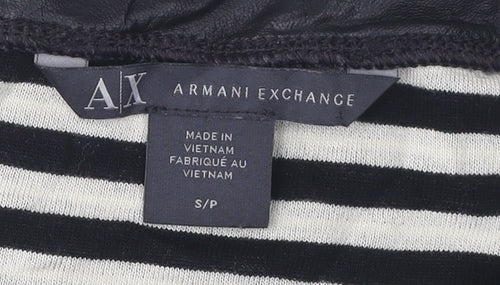 A|X ARMANI EXCHANGE
MADE IN
VIETNAM
FABRIQUÉ AU
VIETNAM
S/P